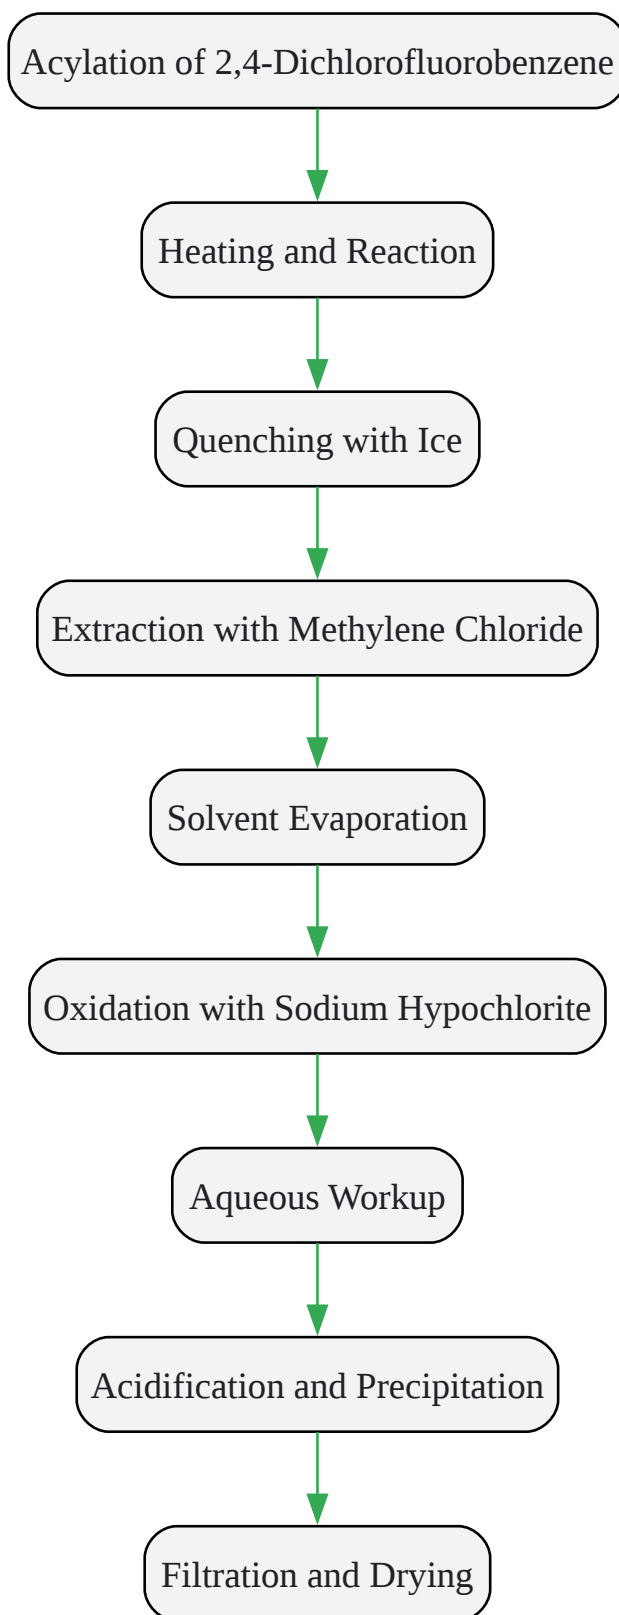 Acylation of 2,4-Dichlorofluorobenzene
Heating and Reaction
Quenching with Ice
Extraction with Methylene Chloride
Solvent Evaporation
Oxidation with Sodium Hypochlorite
Aqueous Workup
Acidification and Precipitation
Filtration and Drying